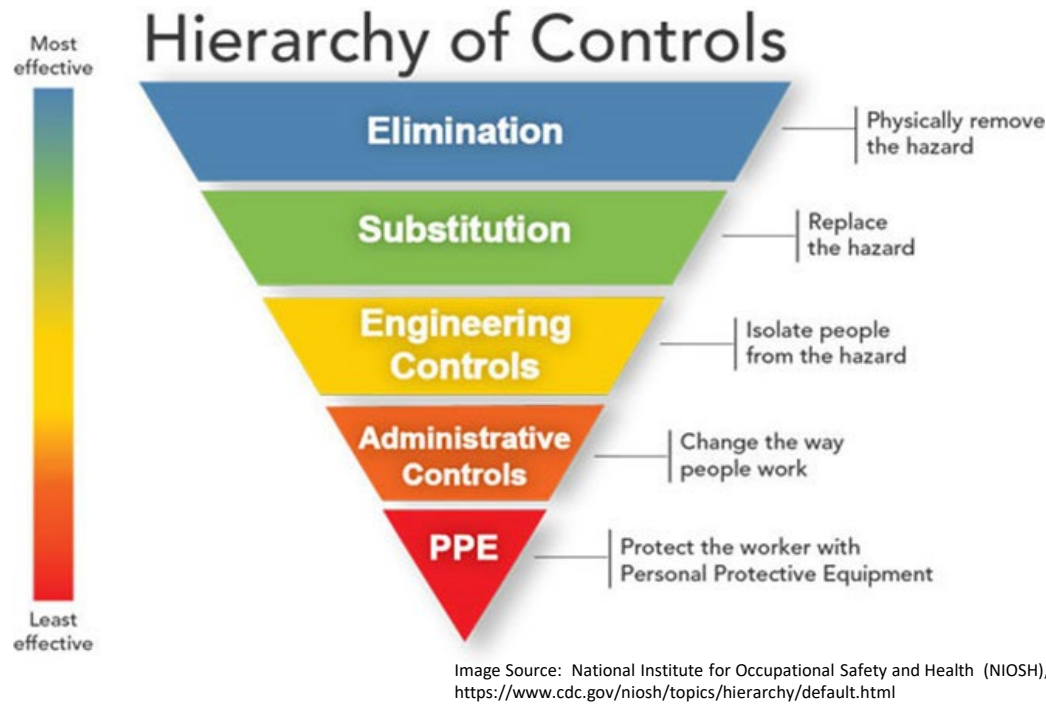 Hierarchy of Controls
Most
effective
Elimination
Physically remove
the hazard
Substitution
Replace
the hazard
Engineering
Controls
Isolate people
from the hazard
Administrative
Controls
Change the way
people work
PPE
Protect the worker with
Personal Protective Equipment
Least
effective
Image Source:  National Institute for Occupational Safety and Health  (NIOSH),
https://www.cdc.gov/niosh/topics/hierarchy/default.html